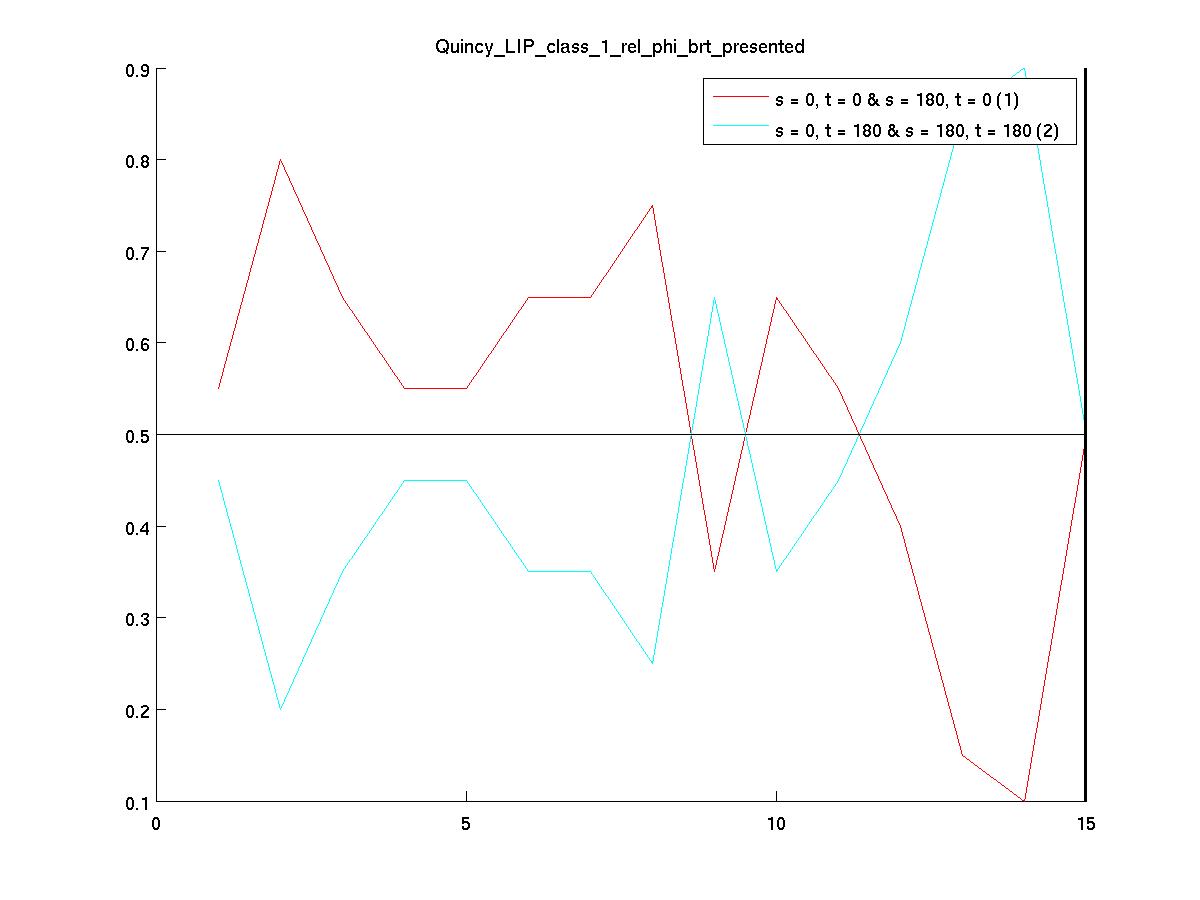 Quincy_LIP_class_1_rel_phi_brt_presented
s = 0, t = 0 & s = 180, t = 0 (1)
s = 0, t = 180 & s = 180, t = 180 (2)
0.9
0.8
0.7
0.6
0.5
0.4
0.3
0.2
0.1
0 5 10 15